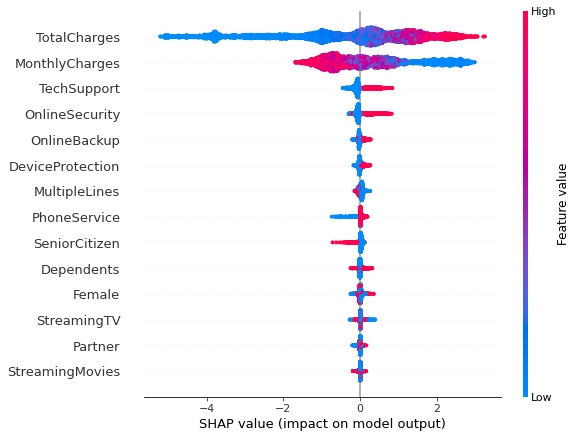 High
TotalCharges
MonthlyCharges
TechSupport
OnlineSecurity
OnlineBackup
DeviceProtection
MultipleLines
PhoneService
SeniorCitizen
Dependents
Female
StreamingTV
Partner
StreamingMovies
Feature value
Low
−4 −2 0 2
SHAP value (impact on model output)